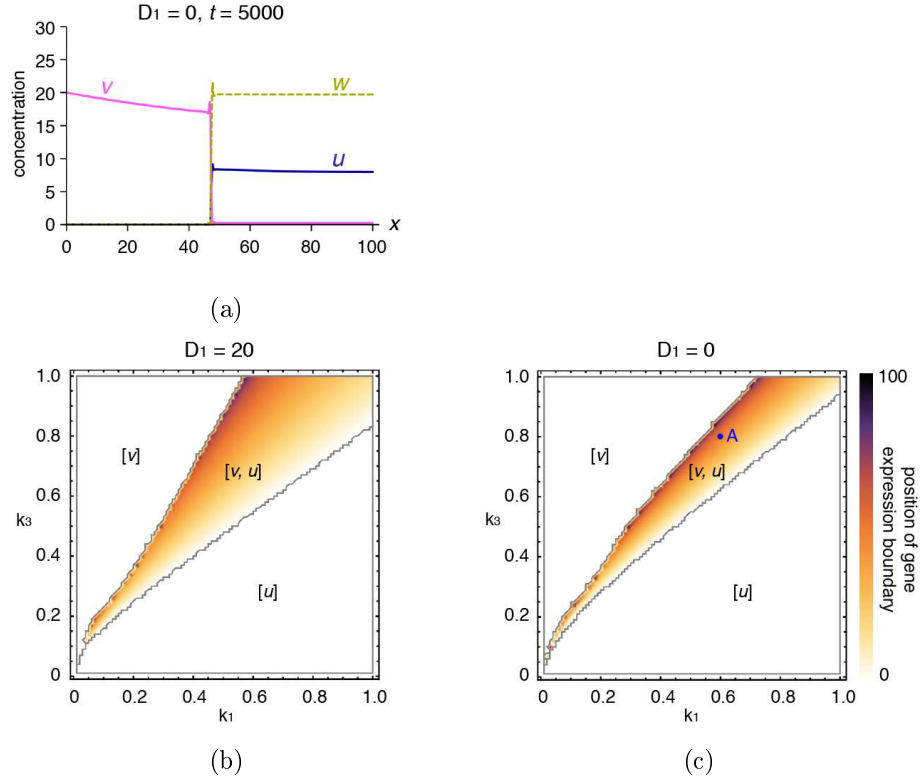 D1 = 0, t = 5000
concentration
30
25
20
15
10
5
0
v
w
u
0 20 40 60 80 100
x
(a)
D1 = 20
k3
1.0
0.8
0.6
0.4
0.2
0
[v]
[v, u]
[u]
0 0.2 0.4 0.6 0.8 1.0
k1
(b)
D1 = 0
k3
1.0
0.8
0.6
0.4
0.2
0
[v]
A
[v, u]
[u]
0 0.2 0.4 0.6 0.8 1.0
k1
100
0
position of gene
expression boundary
(c)